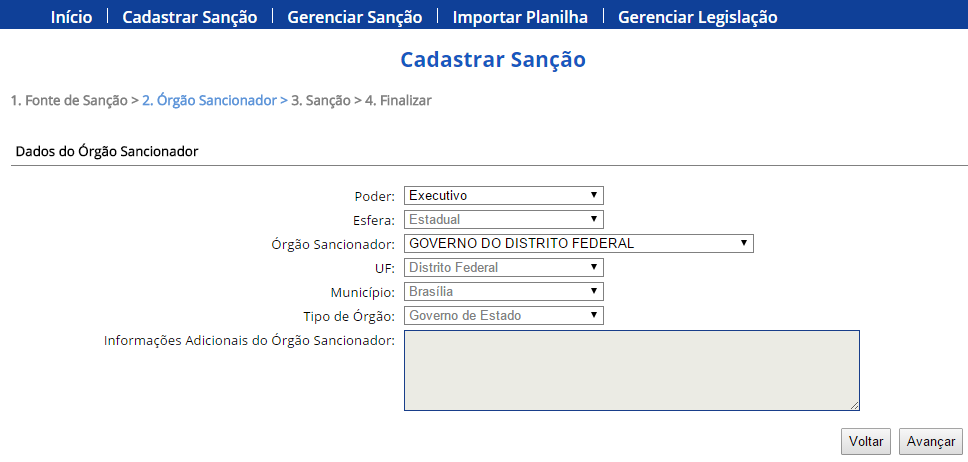 Início | Cadastrar Sanção | Gerenciar Sanção | Importar Planilha | Gerenciar Legislação
Cadastrar Sanção
1. Fonte de Sanção > 2. Órgão Sancionador > 3. Sanção > 4. Finalizar
Dados do Órgão Sancionador
Poder: Executivo
Esfera: Estadual
Órgão Sancionador: GOVERNO DO DISTRITO FEDERAL
UF: Distrito Federal
Município: Brasília
Tipo de Órgão: Governo de Estado
Informações Adicionais do Órgão Sancionador:
Voltar Avançar